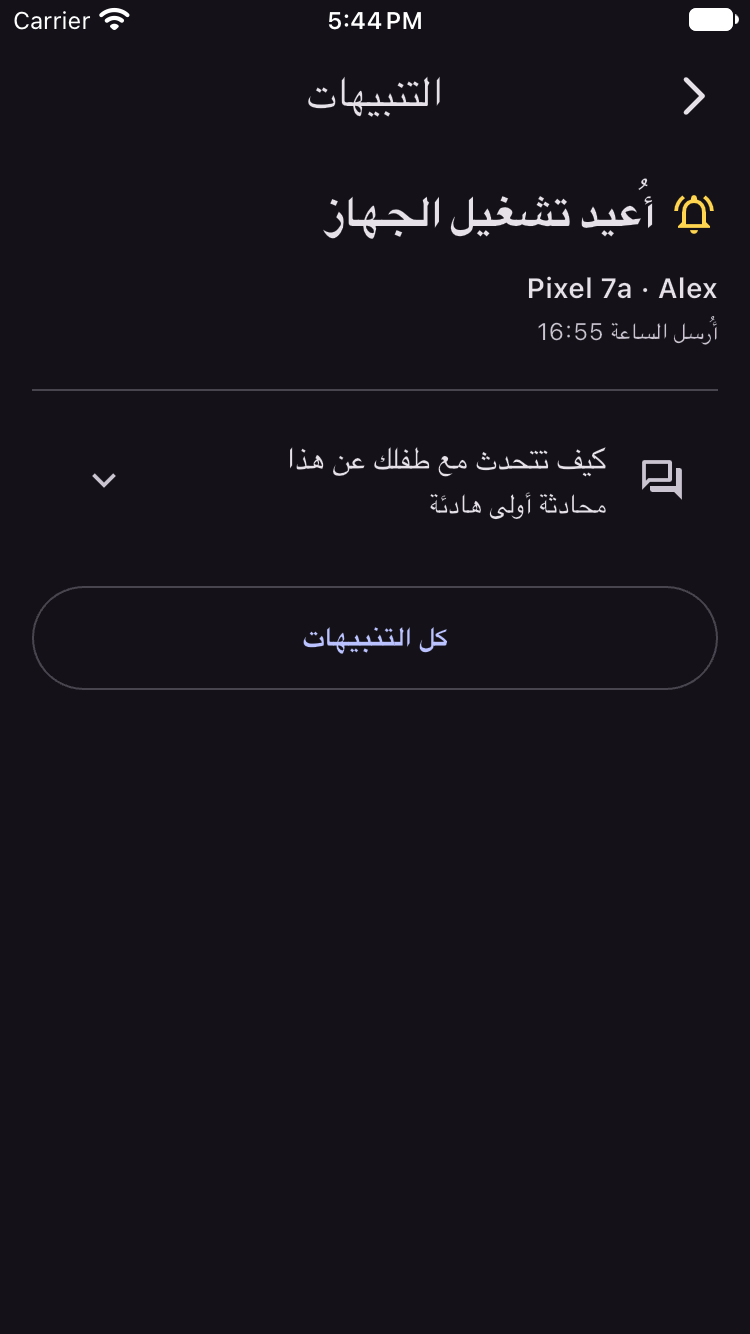 Carrier 5:44 PM
التنبيهات
أُعيد تشغيل الجهاز
Pixel 7a · Alex
أُرسل الساعة 16:55
كيف تتحدث مع طفلك عن هذا
محادثة أولى هادئة
كل التنبيهات